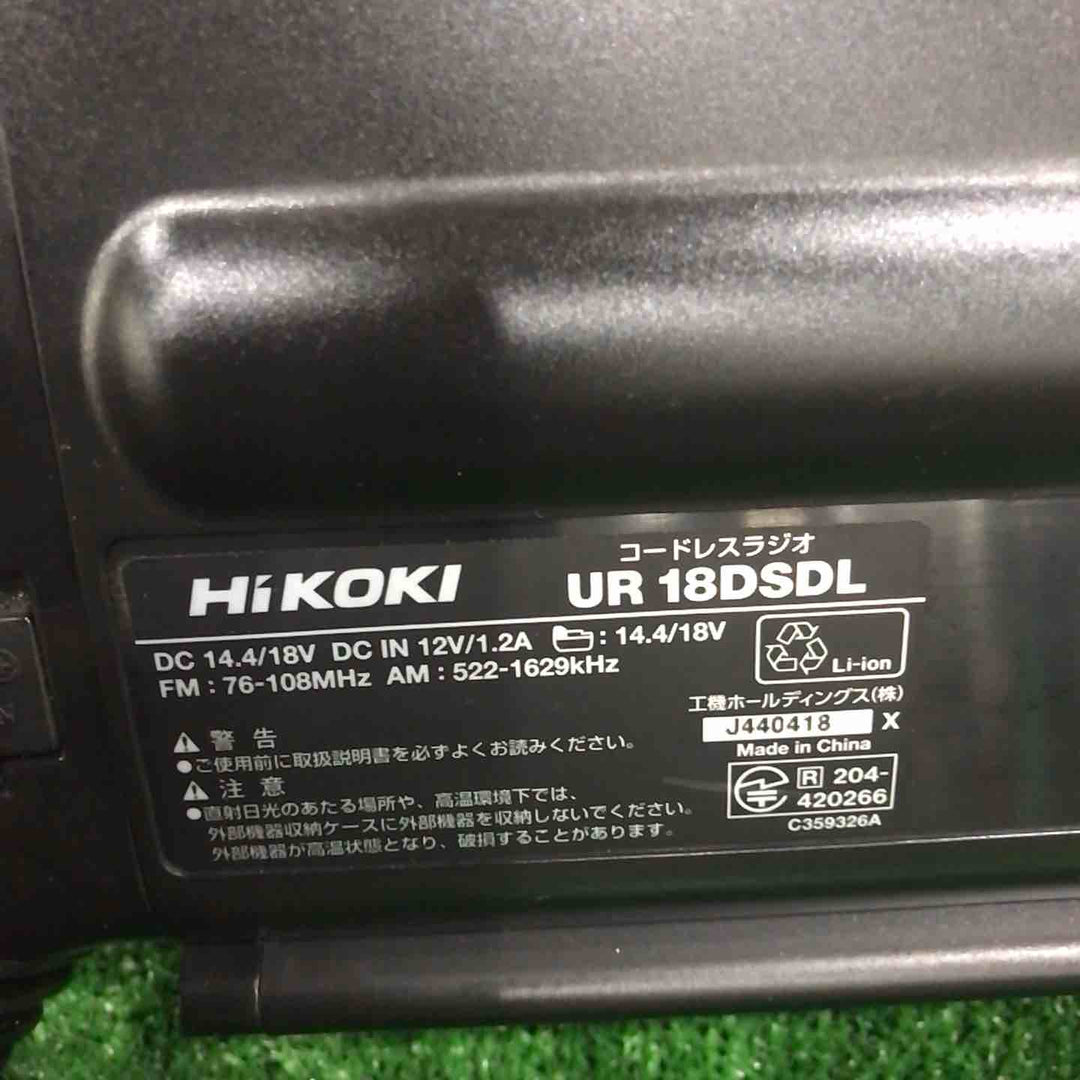 HiKOKI
コードレスラジオ
UR 18DSDL
DC 14.4/18V DC IN 12V/1.2A : 14.4/18V
FM : 76-108MHz AM : 522-1629kHz
Li-ion
工機ホールディングス(株)
J440418 X
Made in China
R 204-
420266
C359326A
警 告
●ご使用前に取扱説明書を必ずよくお読みください。
注 意
●直射日光のあたる場所や、高温環境下では、
外部機器収納ケースに外部機器を収納しないでください。
外部機器が高温状態となり、破損することがあります。